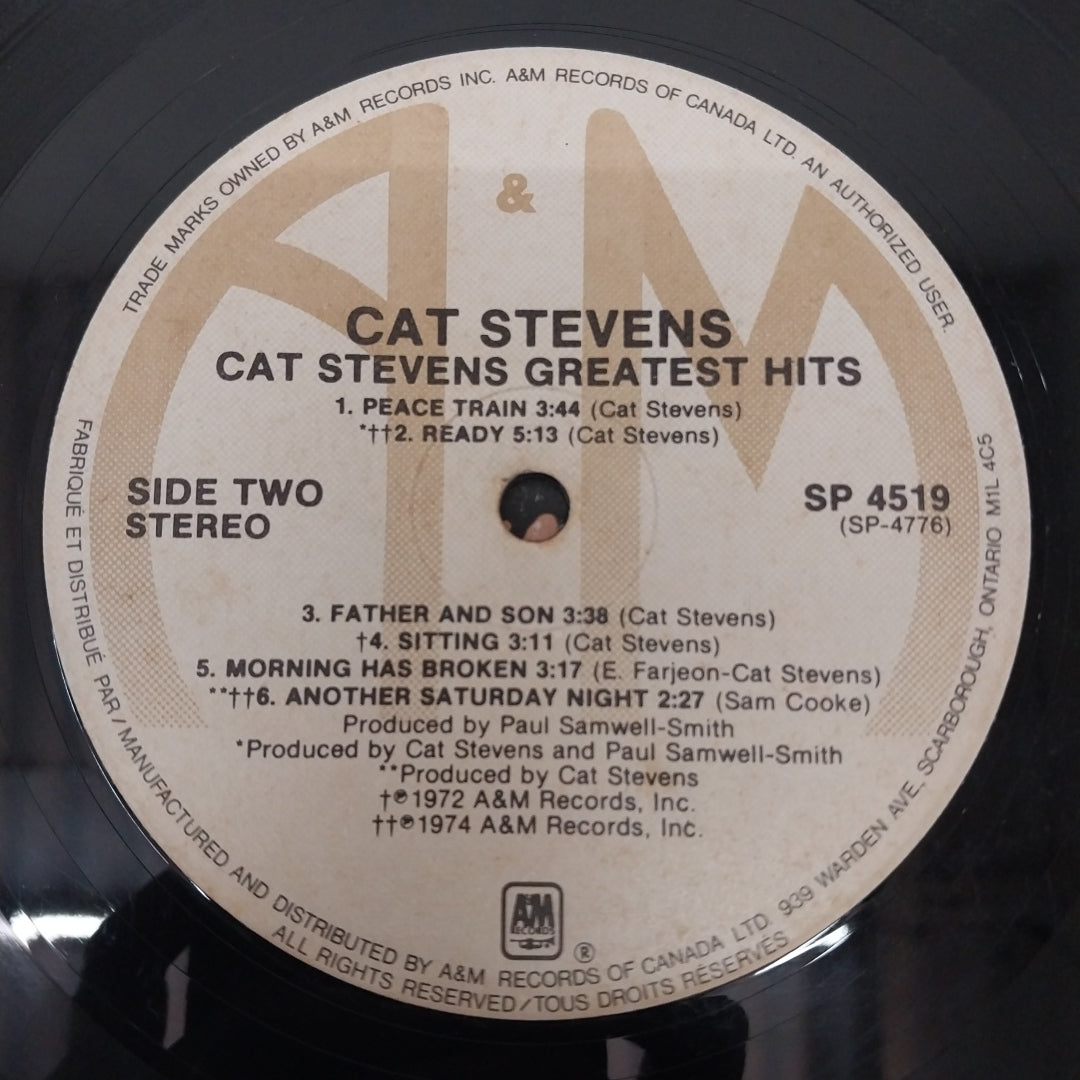 TRADE MARKS OWNED BY A&M RECORDS INC. A&M RECORDS OF CANADA LTD. AN AUTHORIZED USER.
A & M
CAT STEVENS
CAT STEVENS GREATEST HITS
1. PEACE TRAIN 3:44 (Cat Stevens)
*††2. READY 5:13 (Cat Stevens)
SIDE TWO
STEREO
SP 4519
(SP-4776)
3. FATHER AND SON 3:38 (Cat Stevens)
†4. SITTING 3:11 (Cat Stevens)
5. MORNING HAS BROKEN 3:17 (E. Farjeon-Cat Stevens)
**††6. ANOTHER SATURDAY NIGHT 2:27 (Sam Cooke)
Produced by Paul Samwell-Smith
*Produced by Cat Stevens and Paul Samwell-Smith
**Produced by Cat Stevens
†℗1972 A&M Records, Inc.
††℗1974 A&M Records, Inc.
A&M
RECORDS
®
FABRIQUÉ ET DISTRIBUÉ PAR/MANUFACTURED AND DISTRIBUTED BY A&M RECORDS OF CANADA LTD. 939 WARDEN AVE, SCARBOROUGH, ONTARIO M1L 4C5
ALL RIGHTS RESERVED/TOUS DROITS RÉSERVÉS